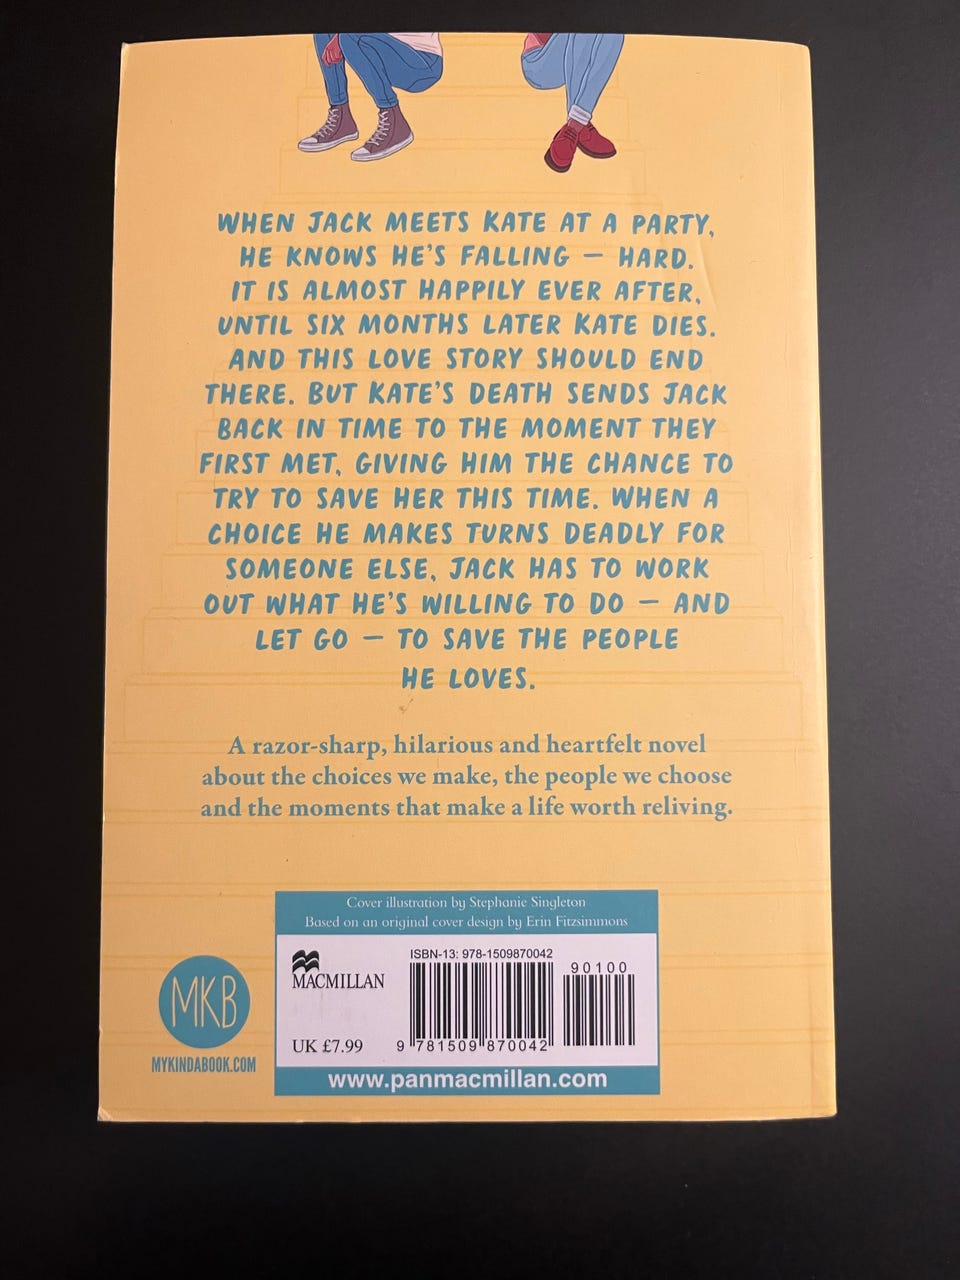 WHEN JACK MEETS KATE AT A PARTY,
HE KNOWS HE'S FALLING – HARD.
IT IS ALMOST HAPPILY EVER AFTER,
UNTIL SIX MONTHS LATER KATE DIES.
AND THIS LOVE STORY SHOULD END
THERE. BUT KATE'S DEATH SENDS JACK
BACK IN TIME TO THE MOMENT THEY
FIRST MET, GIVING HIM THE CHANCE TO
TRY TO SAVE HER THIS TIME. WHEN A
CHOICE HE MAKES TURNS DEADLY FOR
SOMEONE ELSE, JACK HAS TO WORK
OUT WHAT HE'S WILLING TO DO – AND
LET GO – TO SAVE THE PEOPLE
HE LOVES.
A razor-sharp, hilarious and heartfelt novel
about the choices we make, the people we choose
and the moments that make a life worth reliving.
Cover illustration by Stephanie Singleton
Based on an original cover design by Erin Fitzsimmons
MACMILLAN
UK £7.99
ISBN-13: 978-1509870042
90100
9 781509 870042
www.panmacmillan.com
MKB
MYKINDABOOK.COM